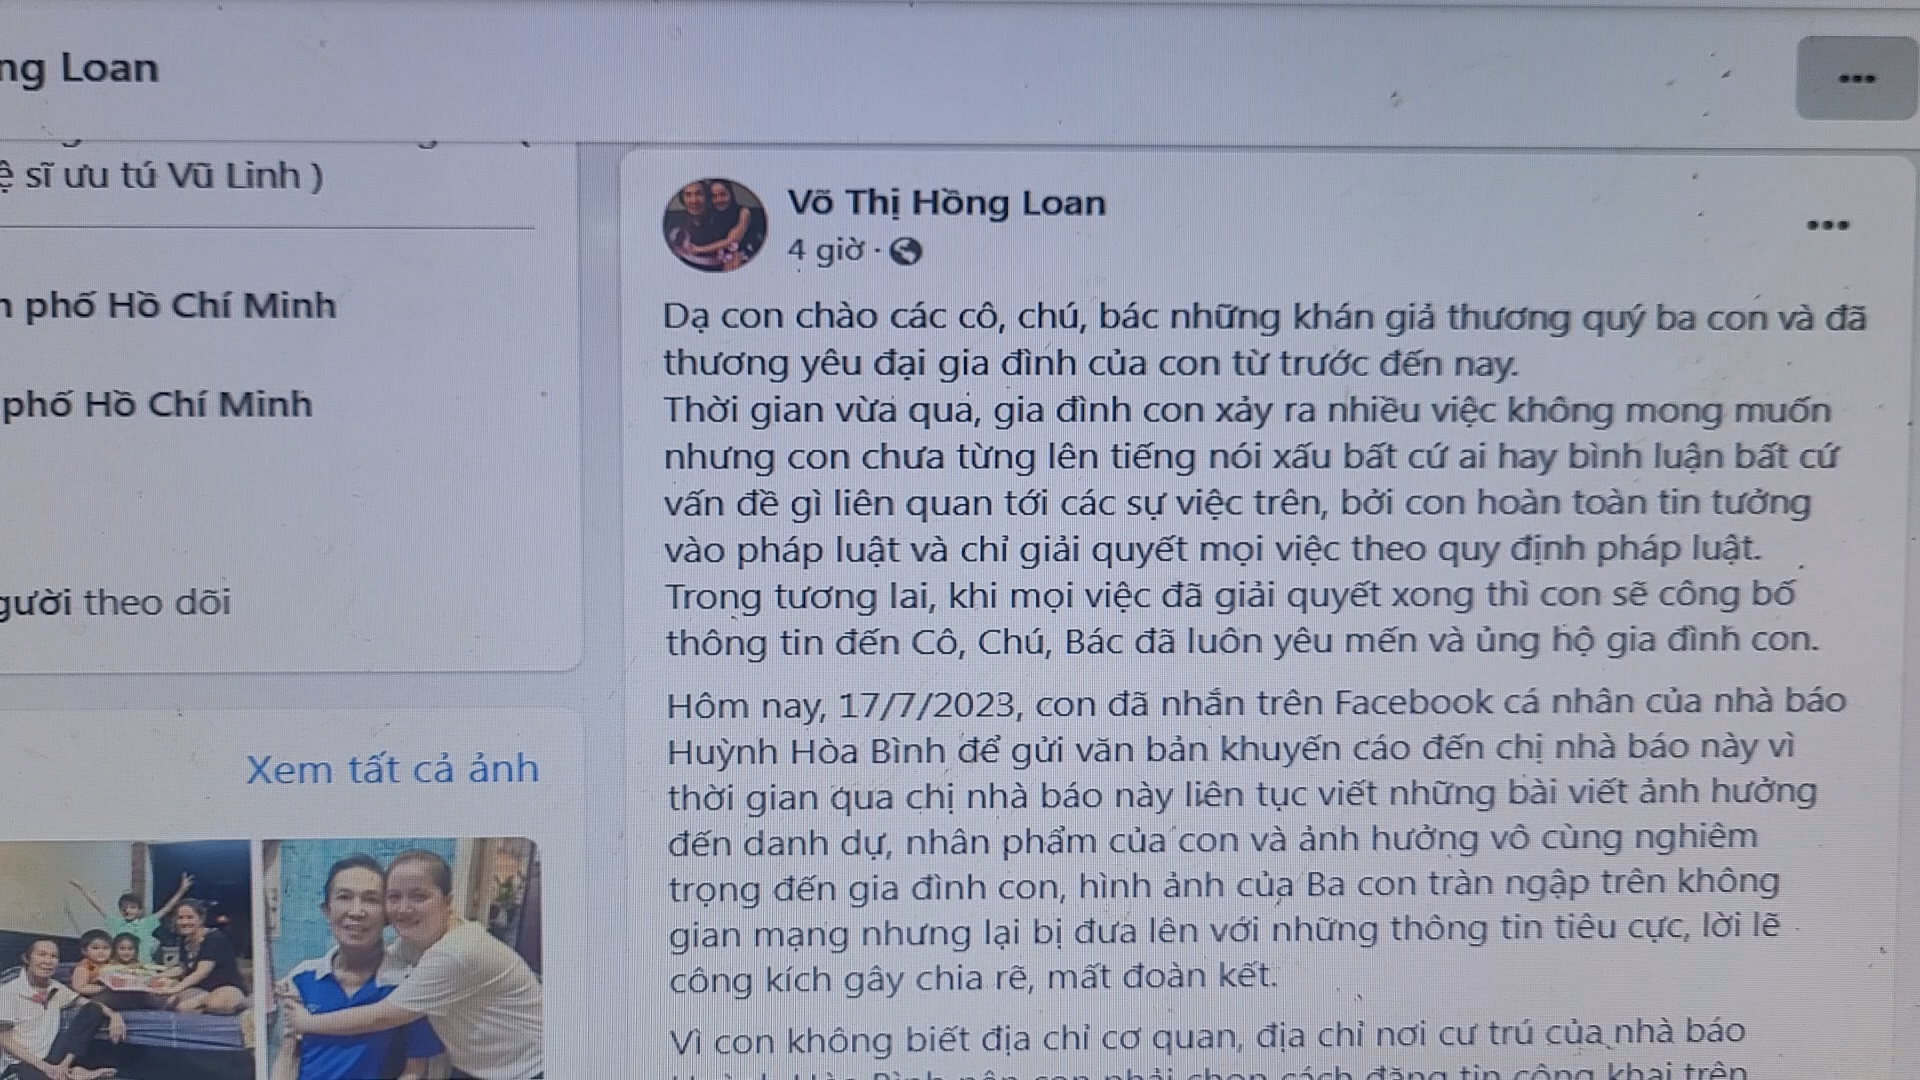 ng Loan
ệ sĩ ưu tú Vũ Linh )
phố Hồ Chí Minh
phố Hồ Chí Minh
gười theo dõi
Xem tất cả ảnh
Võ Thị Hồng Loan
4 giờ ·
Dạ con chào các cô, chú, bác những khán giả thương quý ba con và đã
thương yêu đại gia đình của con từ trước đến nay.
Thời gian vừa qua, gia đình con xảy ra nhiều việc không mong muốn
nhưng con chưa từng lên tiếng nói xấu bất cứ ai hay bình luận bất cứ
vấn đề gì liên quan tới các sự việc trên, bởi con hoàn toàn tin tưởng
vào pháp luật và chỉ giải quyết mọi việc theo quy định pháp luật.
Trong tương lai, khi mọi việc đã giải quyết xong thì con sẽ công bố
thông tin đến Cô, Chú, Bác đã luôn yêu mến và ủng hộ gia đình con.
Hôm nay, 17/7/2023, con đã nhắn trên Facebook cá nhân của nhà báo
Huỳnh Hòa Bình để gửi văn bản khuyến cáo đến chị nhà báo này vì
thời gian qua chị nhà báo này liên tục viết những bài viết ảnh hưởng
đến danh dự, nhân phẩm của con và ảnh hưởng vô cùng nghiêm
trọng đến gia đình con, hình ảnh của Ba con tràn ngập trên không
gian mạng nhưng lại bị đưa lên với những thông tin tiêu cực, lời lẽ
công kích gây chia rẽ, mất đoàn kết.
Vì con không biết địa chỉ cơ quan, địa chỉ nơi cư trú của nhà báo
nên con phải chọn cách đăng tin công khai trên